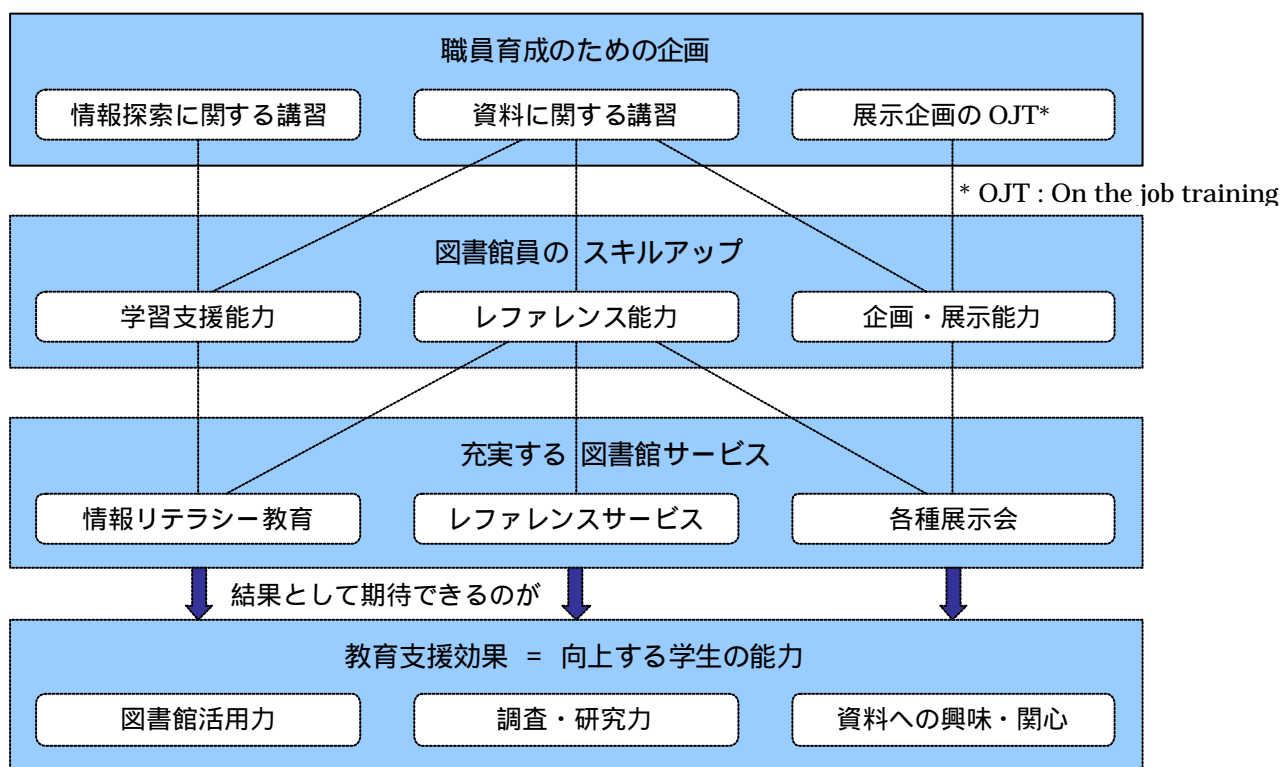 職員育成のための企画
情報探索に関する講習
資料に関する講習
展示企画の OJT*
* OJT : On the job training
図書館員の スキルアップ
学習支援能力
レファレンス能力
企画・展示能力
充実する 図書館サービス
情報リテラシー教育
レファレンスサービス
各種展示会
結果として期待できるのが
教育支援効果 = 向上する学生の能力
図書館活用力
調査・研究力
資料への興味・関心